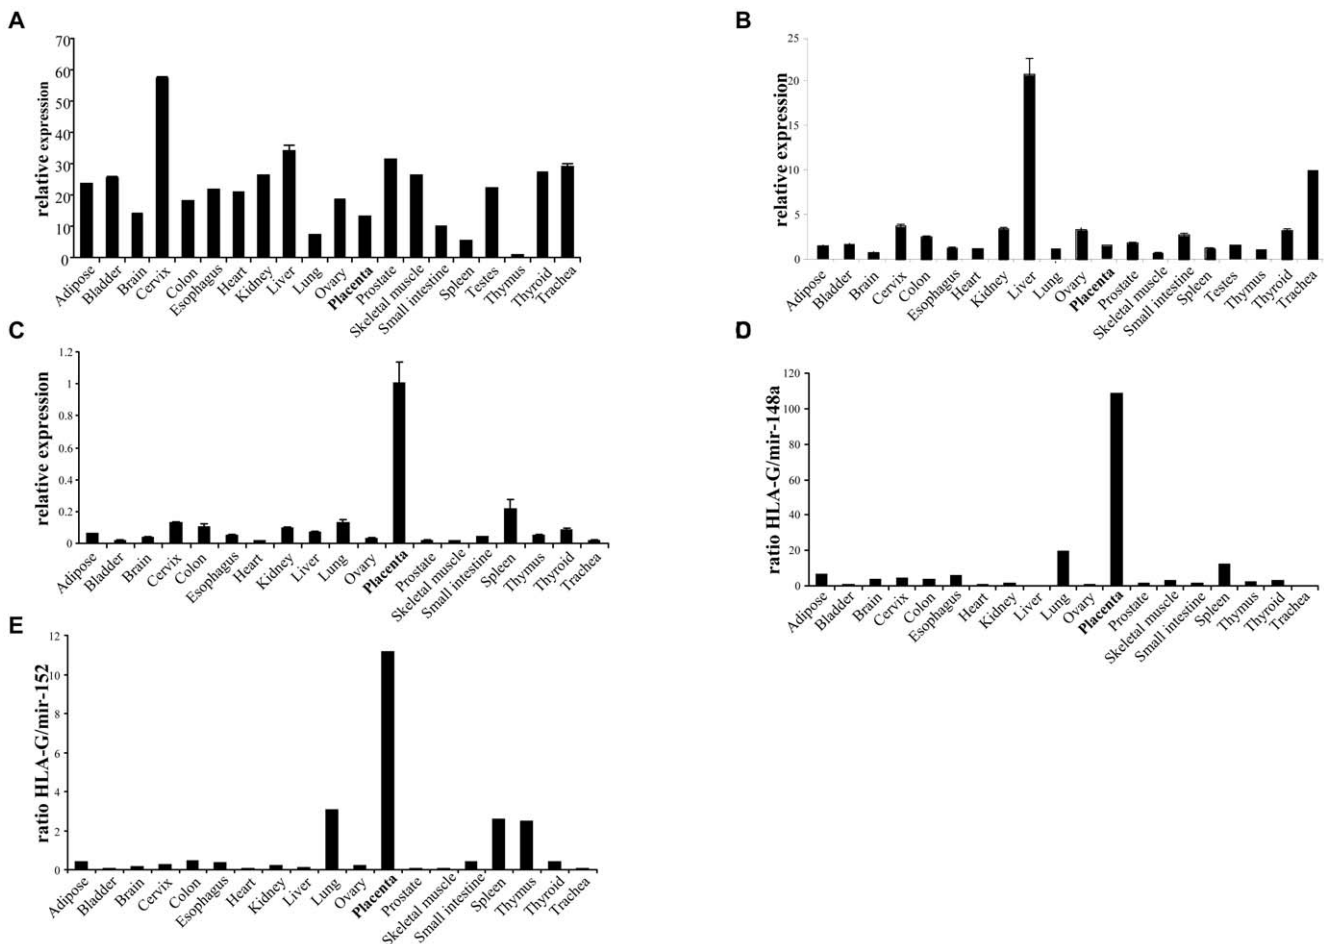 A
relative expression
70
60
50
40
30
20
10
0
Adipose
Bladder
Brain
Cervix
Colon
Esophagus
Heart
Kidney
Liver
Lung
Ovary
Placenta
Prostate
Skeletal muscle
Small intestine
Spleen
Testes
Thymus
Thyroid
Trachea
B
relative expression
25
20
15
10
5
0
Adipose
Bladder
Brain
Cervix
Colon
Esophagus
Heart
Kidney
Liver
Lung
Ovary
Placenta
Prostate
Skeletal muscle
Small intestine
Spleen
Testes
Thymus
Thyroid
Trachea
C
relative expression
1.2
1
0.8
0.6
0.4
0.2
0
Adipose
Bladder
Brain
Cervix
Colon
Esophagus
Heart
Kidney
Liver
Lung
Ovary
Placenta
Prostate
Skeletal muscle
Small intestine
Spleen
Thymus
Thyroid
Trachea
D
ratio HLA-G/mir-148a
120
100
80
60
40
20
0
Adipose
Bladder
Brain
Cervix
Colon
Esophagus
Heart
Kidney
Liver
Lung
Ovary
Placenta
Prostate
Skeletal muscle
Small intestine
Spleen
Thymus
Thyroid
Trachea
E
ratio HLA-G/mir-152
12
10
8
6
4
2
0
Adipose
Bladder
Brain
Cervix
Colon
Esophagus
Heart
Kidney
Liver
Lung
Ovary
Placenta
Prostate
Skeletal muscle
Small intestine
Spleen
Thymus
Thyroid
Trachea